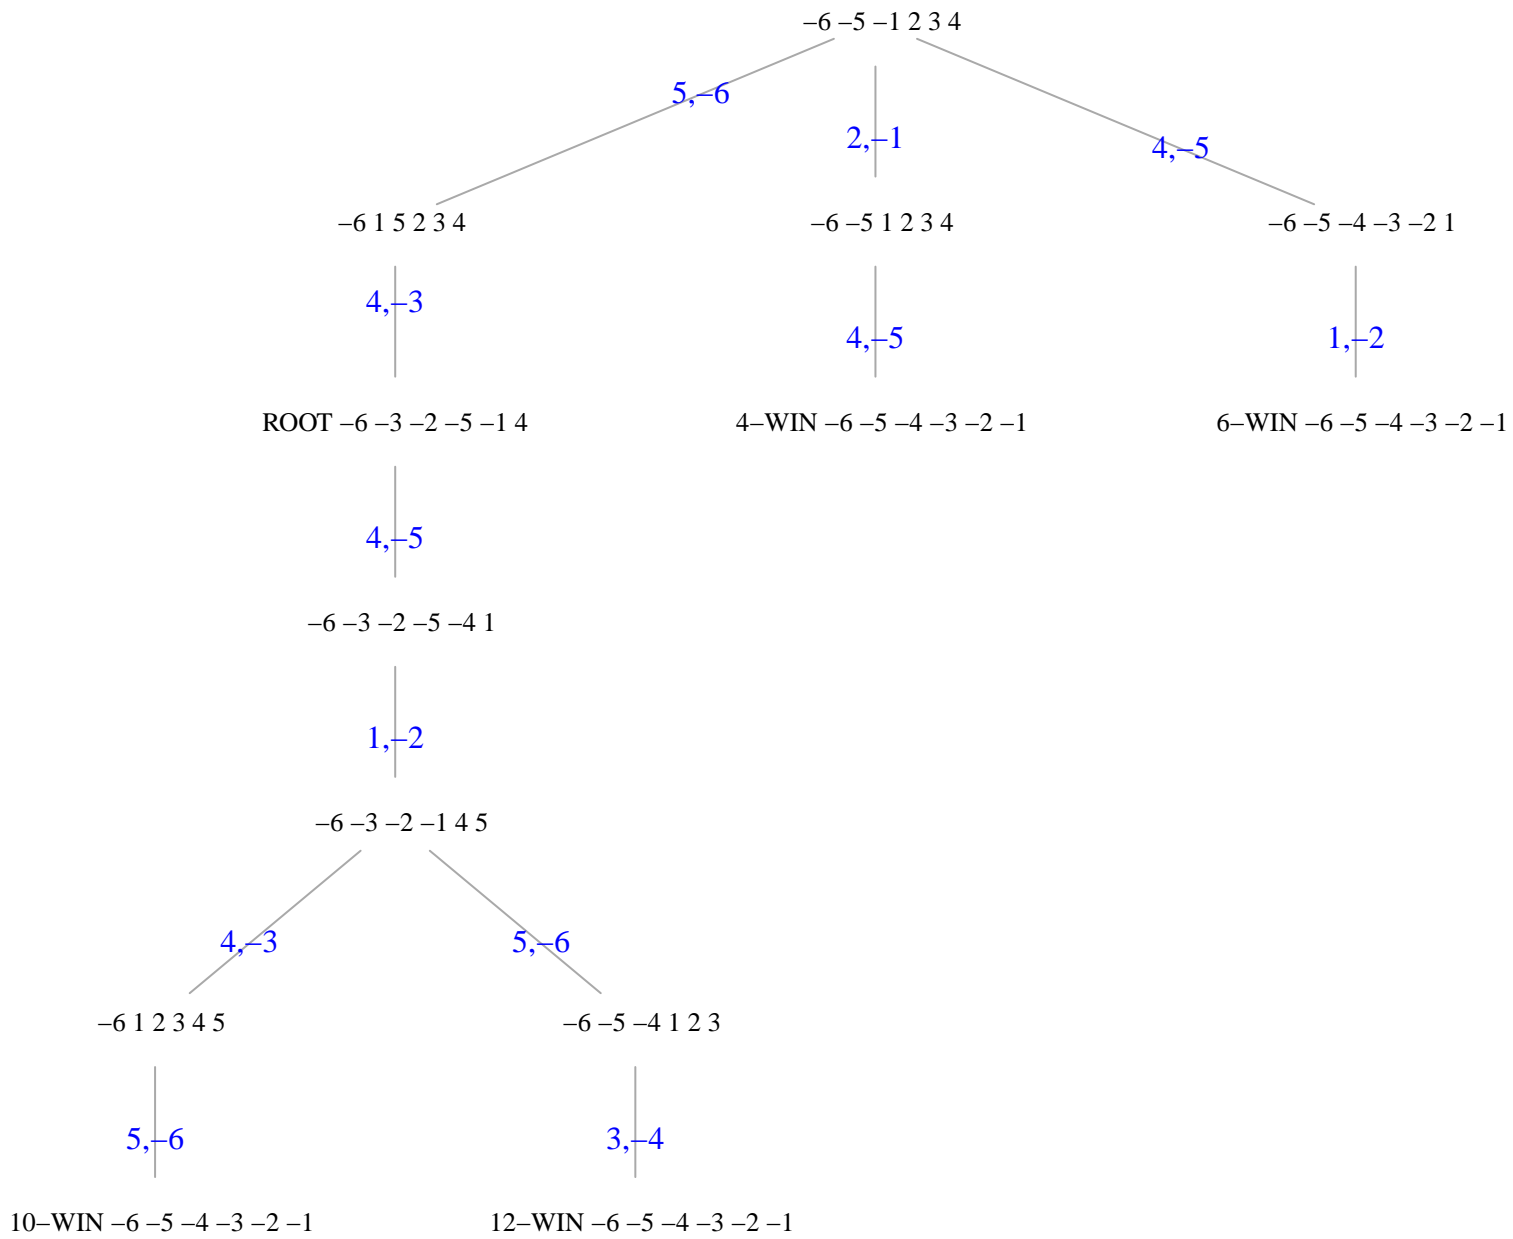 –6 –5 –1 2 3 4
5,–6
2,–1
4,–5
–6 1 5 2 3 4
–6 –5 1 2 3 4
–6 –5 –4 –3 –2 1
4,–3
4,–5
1,–2
ROOT –6 –3 –2 –5 –1 4
4–WIN –6 –5 –4 –3 –2 –1
6–WIN –6 –5 –4 –3 –2 –1
4,–5
–6 –3 –2 –5 –4 1
1,–2
–6 –3 –2 –1 4 5
4,–3
5,–6
–6 1 2 3 4 5
–6 –5 –4 1 2 3
5,–6
3,–4
10–WIN –6 –5 –4 –3 –2 –1
12–WIN –6 –5 –4 –3 –2 –1